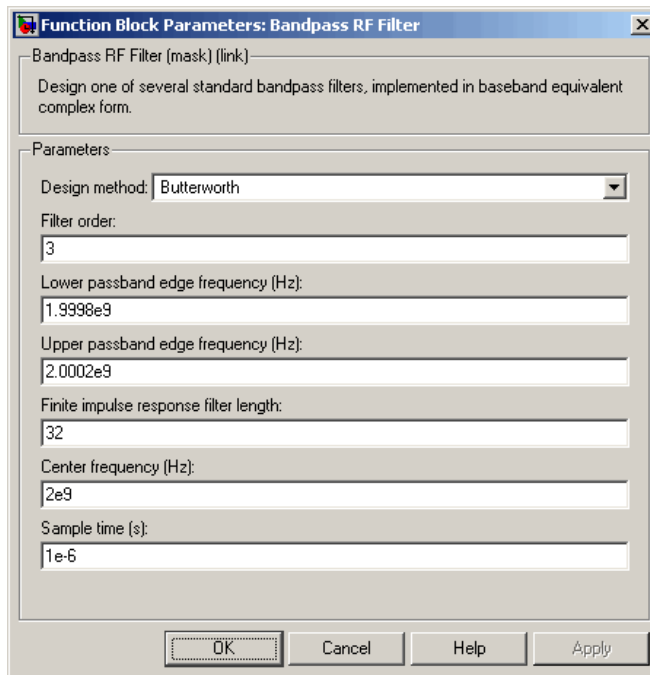 Function Block Parameters: Bandpass RF Filter
Bandpass RF Filter (mask) (link)
Design one of several standard bandpass filters, implemented in baseband equivalent
complex form.
Parameters
Design method: Butterworth
Filter order:
3
Lower passband edge frequency (Hz):
1.9998e9
Upper passband edge frequency (Hz):
2.0002e9
Finite impulse response filter length:
32
Center frequency (Hz):
2e9
Sample time (s):
1e-6
OK Cancel Help Apply